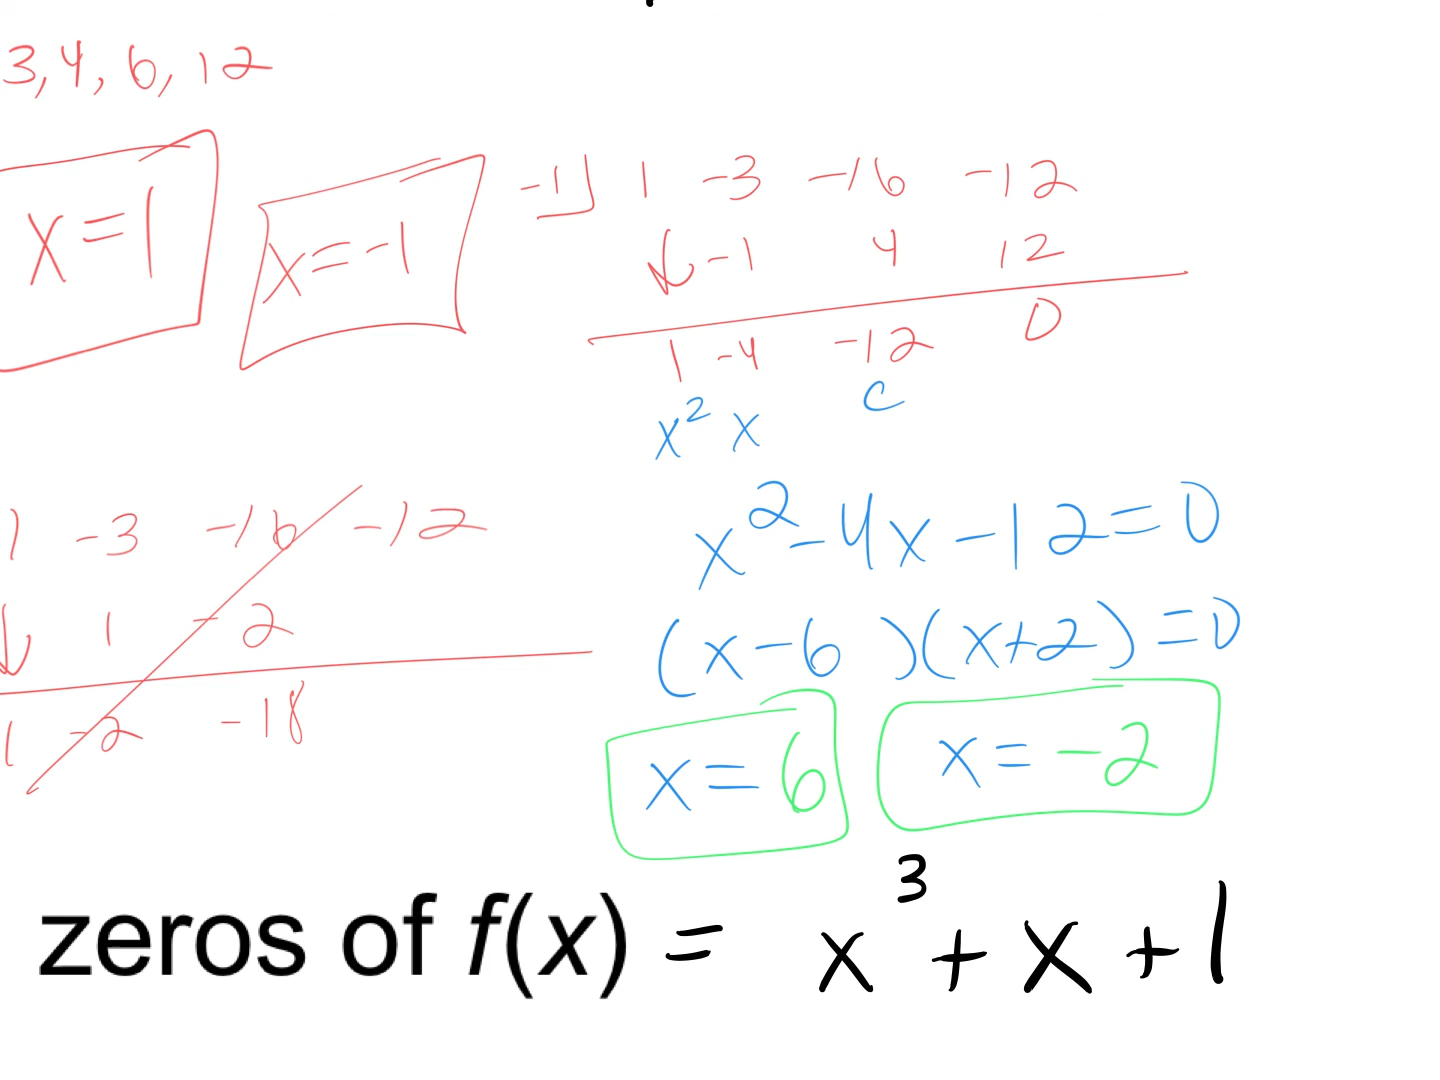 3, 4, 6, 12
x=1
x=-1
-1 1 -3 -16 -12
-1 4 12
1 -4 -12 0
x² x c
1 -3 -16 -12
1 -2
1 -2 -18
x²-4x-12=0
(x-6)(x+2)=0
x=6
x=-2
zeros of f(x) = x³+x+1